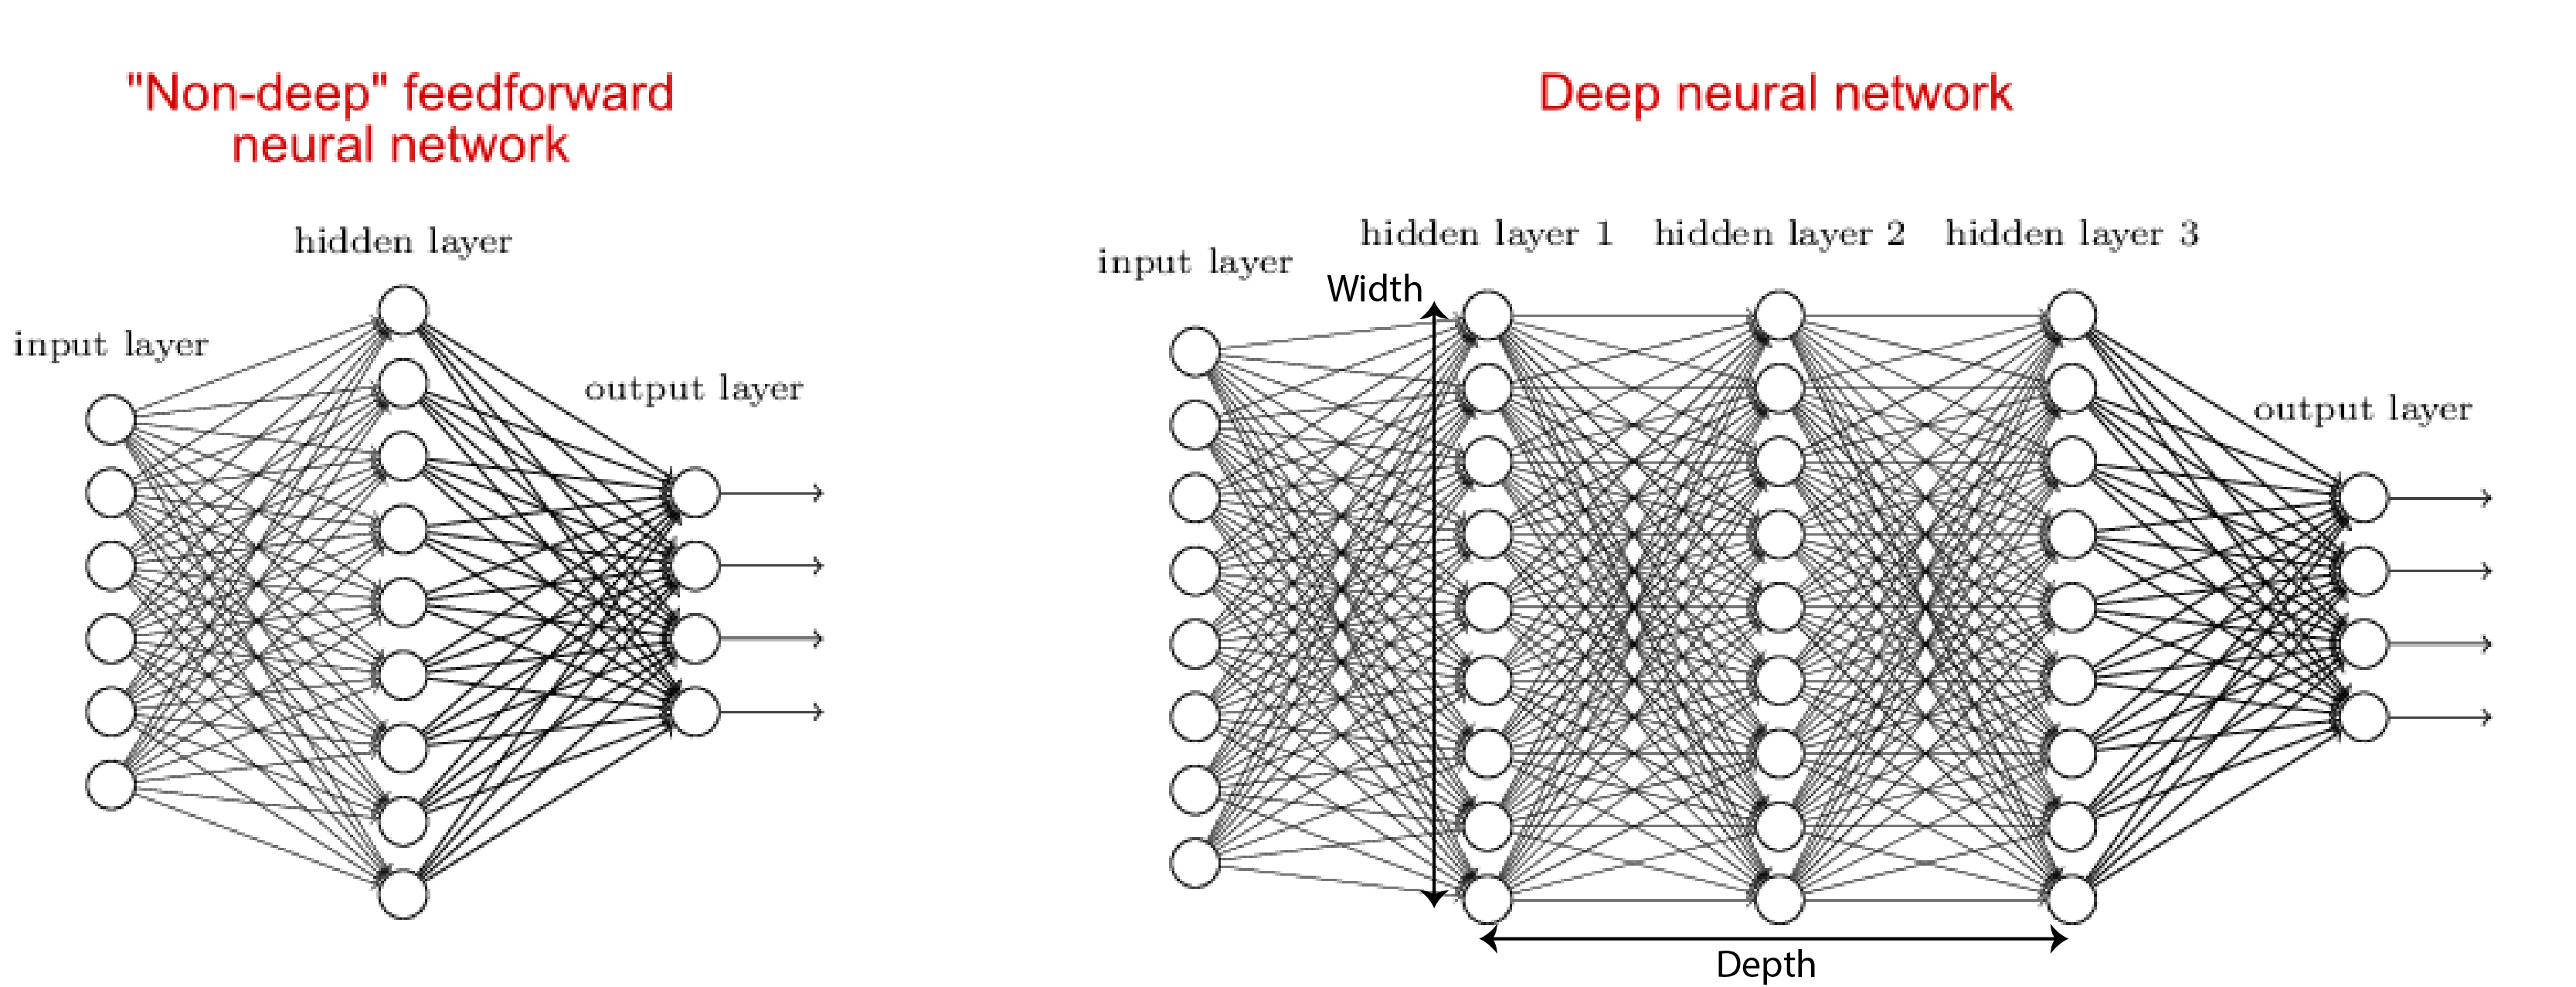 "Non-deep" feedforward
neural network
hidden layer
input layer
output layer
Deep neural network
hidden layer 1
hidden layer 2
hidden layer 3
input layer
Width
output layer
Depth